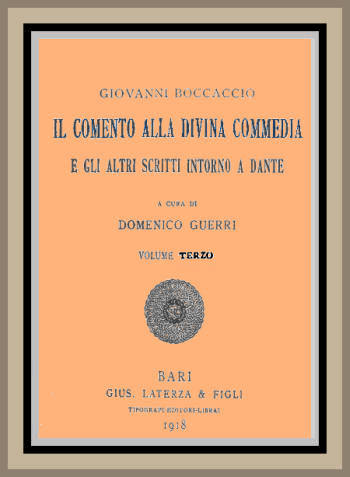 GIOVANNI BOCCACCIO
IL COMENTO ALLA DIVINA COMMEDIA
E GLI ALTRI SCRITTI INTORNO A DANTE
A CURA DI
DOMENICO GUERRI
VOLUME TERZO
BARI
GIUS. LATERZA & FIGLI
TIPOGRAFI-EDITORI-LIBRAI
1918